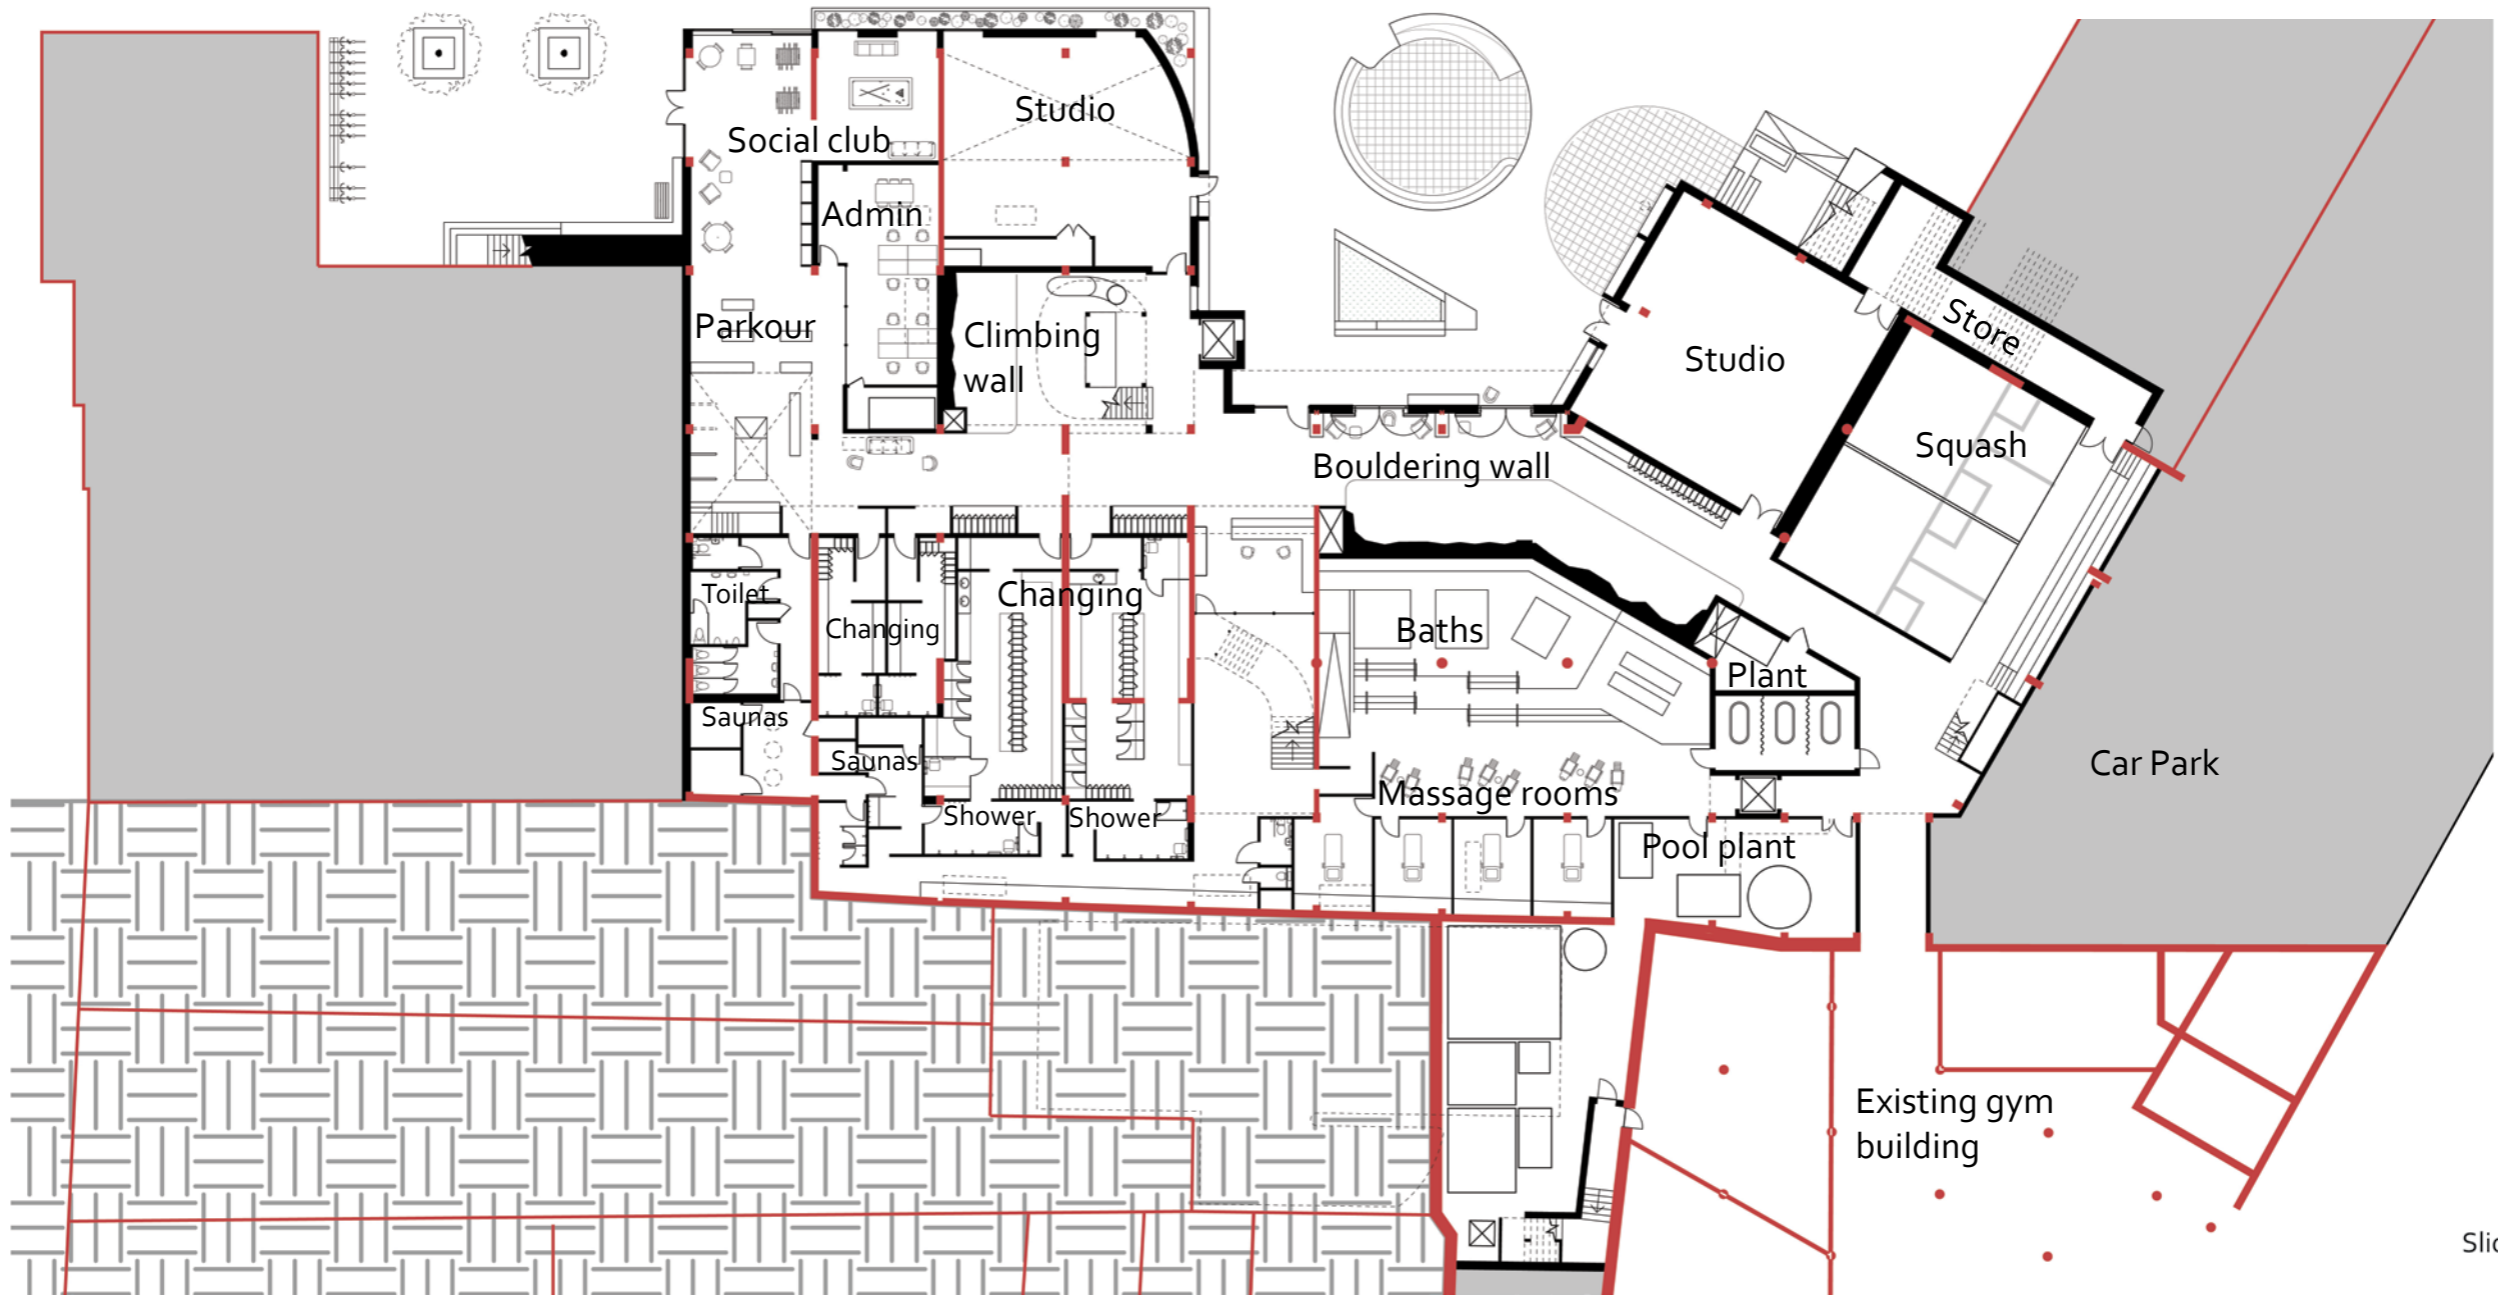 Studio
Social club
Admin
Parkour
Climbing
wall
Store
Studio
Squash
Bouldering wall
Toilet
Changing
Changing
Baths
Plant
Saunas
Saunas
Car Park
Massage rooms
Shower
Shower
Pool plant
Existing gym
building
Slic